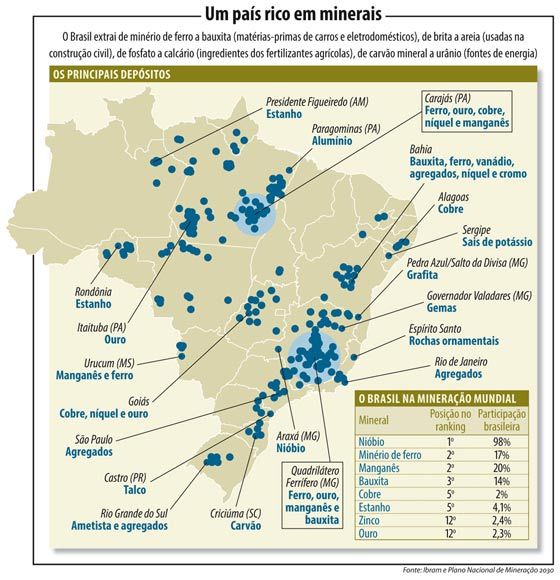 Um país rico em minerais
O Brasil extrai de minério de ferro a bauxita (matérias-primas de carros e eletrodomésticos), de brita a areia (usadas na
construção civil), de fosfato a calcário (ingredientes dos fertilizantes agrícolas), de carvão mineral a urânio (fontes de energia)
OS PRINCIPAIS DEPÓSITOS
Presidente Figueiredo (AM)
Estanho
Paragominas (PA)
Alumínio
Carajás (PA)
Ferro, ouro, cobre,
níquel e manganês
Bahia
Bauxita, ferro, vanádio,
agregados, níquel e cromo
Alagoas
Cobre
Sergipe
Sais de potássio
Pedra Azul/Salto da Divisa (MG)
Grafita
Governador Valadares (MG)
Gemas
Espírito Santo
Rochas ornamentais
Rio de Janeiro
Agregados
Rondônia
Estanho
Itaituba (PA)
Ouro
Urucum (MS)
Manganês e ferro
Goiás
Cobre, níquel e ouro
São Paulo
Agregados
Castro (PR)
Talco
Rio Grande do Sul
Ametista e agregados
Criciúma (SC)
Carvão
Araxá (MG)
Nióbio
Quadrilátero
Ferrífero (MG)
Ferro, ouro,
manganês e
bauxita
O BRASIL NA MINERAÇÃO MUNDIAL
Mineral Posição no ranking Participação brasileira
Nióbio 1º 98%
Minério de ferro 2º 17%
Manganês 2º 20%
Bauxita 3º 14%
Cobre 5º 2%
Estanho 5º 4,1%
Zinco 12º 2,4%
Ouro 12º 2,3%
Fonte: Ibram e Plano Nacional de Mineração 2030